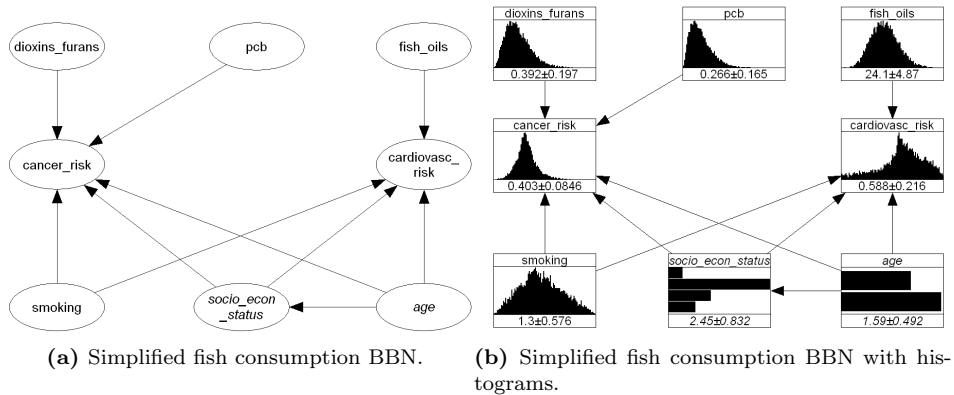 dioxins_furans
pcb
fish_oils
cancer_risk
cardiovasc_
risk
smoking
socio_econ
_status
age
(a) Simplified fish consumption BBN.
dioxins_furans
0.392±0.197
pcb
0.266±0.165
fish_oils
24.1±4.87
cancer_risk
0.403±0.0846
cardiovasc_risk
0.588±0.216
smoking
1.3±0.576
socio_econ_status
2.45±0.832
age
1.59±0.492
(b) Simplified fish consumption BBN with his-
tograms.